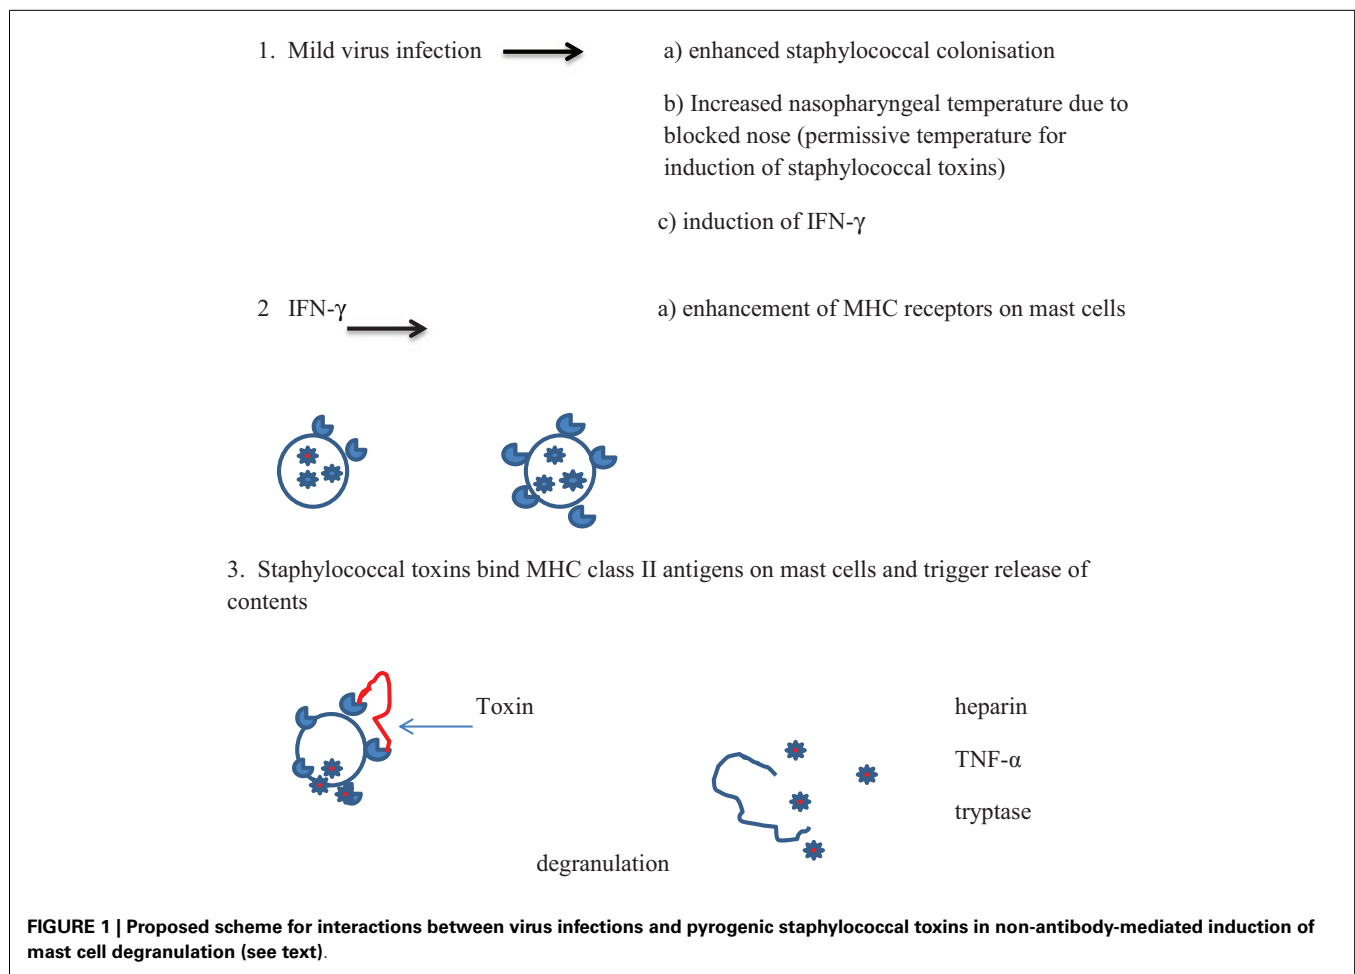 1. Mild virus infection
a) enhanced staphylococcal colonisation
b) Increased nasopharyngeal temperature due to
blocked nose (permissive temperature for
induction of staphylococcal toxins)
c) induction of IFN-γ
2 IFN-γ
a) enhancement of MHC receptors on mast cells
3. Staphylococcal toxins bind MHC class II antigens on mast cells and trigger release of
contents
Toxin
heparin
TNF-α
tryptase
degranulation
FIGURE 1 | Proposed scheme for interactions between virus infections and pyrogenic staphylococcal toxins in non-antibody-mediated induction of
mast cell degranulation (see text).